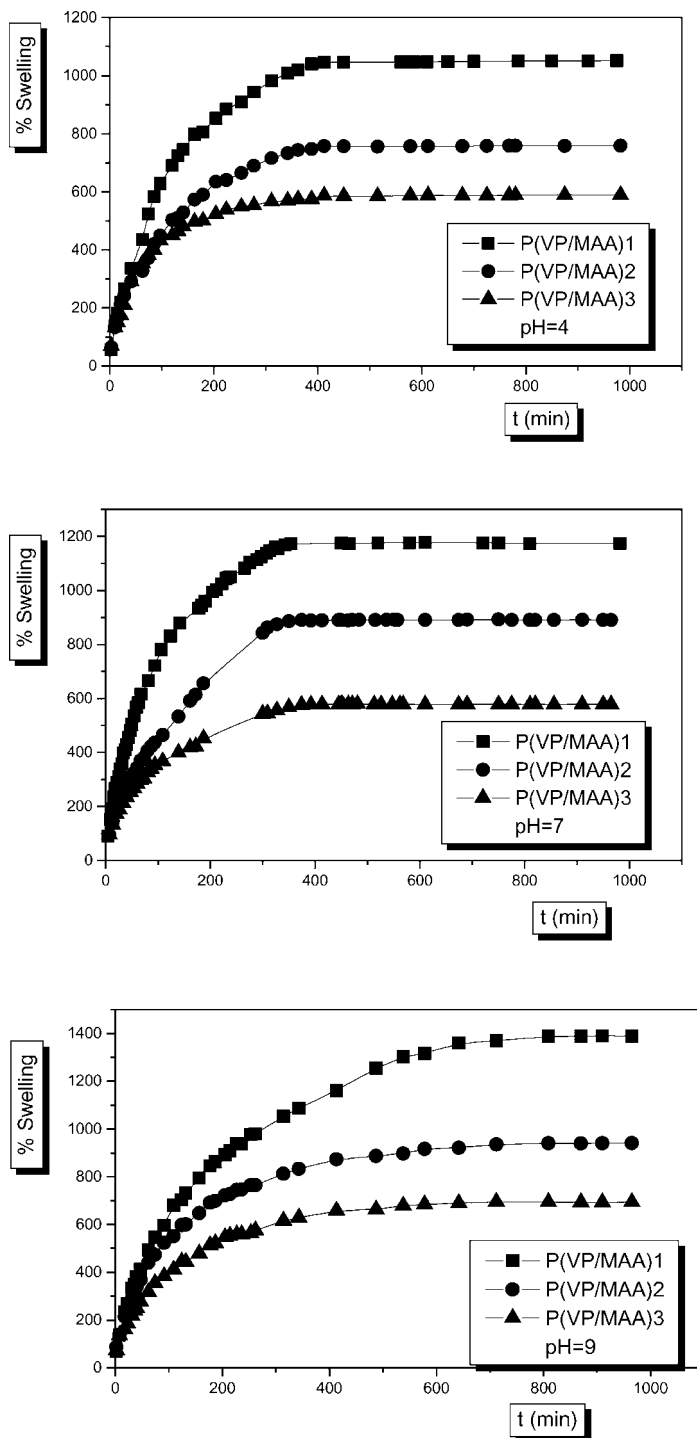 1200
1000
800
600
400
200
0
% Swelling
P(VP/MAA)1
P(VP/MAA)2
P(VP/MAA)3
pH=4
0 200 400 600 800 1000
t (min)
1200
1000
800
600
400
200
0
% Swelling
P(VP/MAA)1
P(VP/MAA)2
P(VP/MAA)3
pH=7
0 200 400 600 800 1000
t (min)
1400
1200
1000
800
600
400
200
0
% Swelling
P(VP/MAA)1
P(VP/MAA)2
P(VP/MAA)3
pH=9
0 200 400 600 800 1000
t (min)